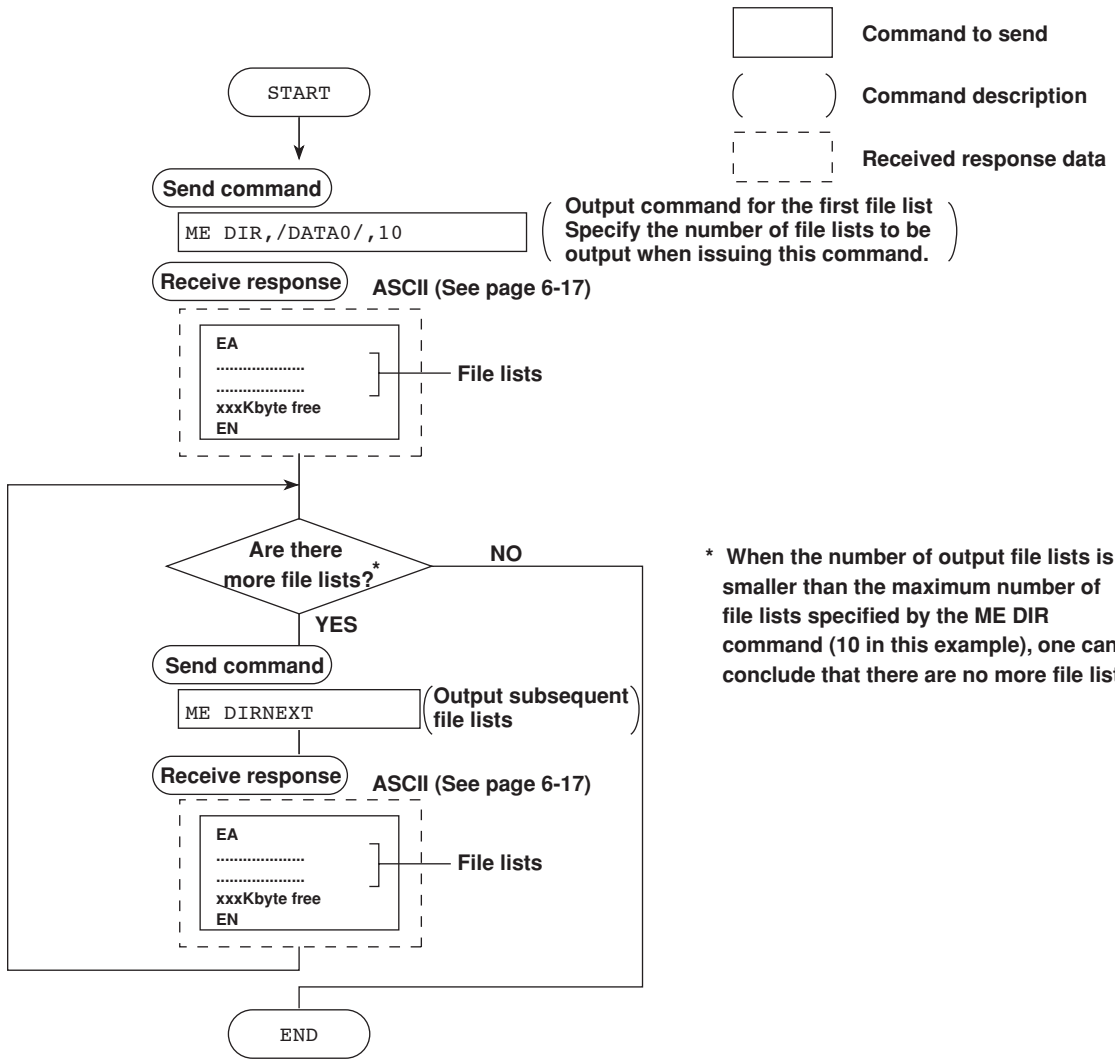 Command to send
START
Command description
Received response data
Send command
ME DIR,/DATA0/,10
Output command for the first file list
Specify the number of file lists to be
output when issuing this command.
Receive response
ASCII (See page 6-17)
EA
....................
....................
xxxKbyte free
EN
File lists
Are there
more file lists?*
NO
YES
* When the number of output file lists is
smaller than the maximum number of
file lists specified by the ME DIR
command (10 in this example), one can
conclude that there are no more file list
Send command
ME DIRNEXT
Output subsequent
file lists
Receive response
ASCII (See page 6-17)
EA
....................
....................
xxxKbyte free
EN
File lists
END